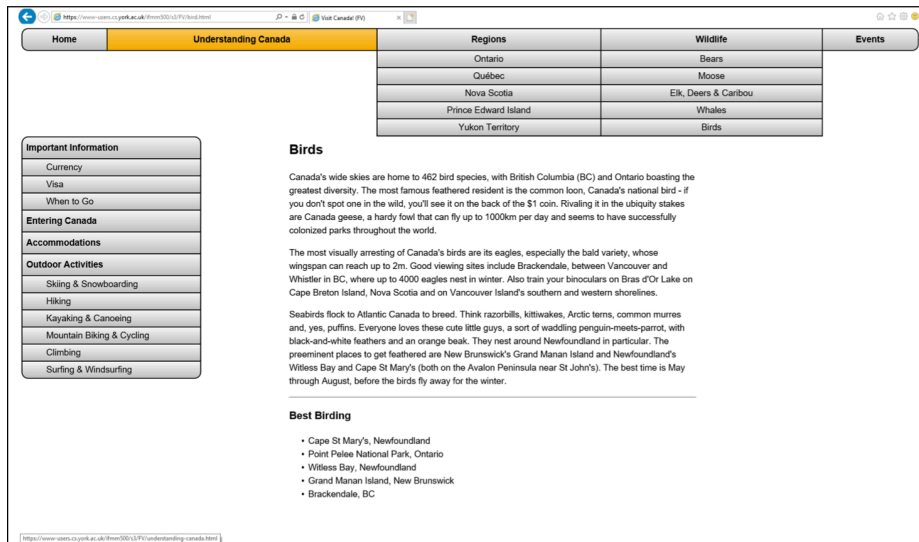 https://www-users.cs.york.ac.uk/ifmm500/s3/FV/bird.html
Visit Canada! (FV)
Home Understanding Canada Regions Wildlife Events
Ontario Bears
Québec Moose
Nova Scotia Elk, Deers & Caribou
Prince Edward Island Whales
Yukon Territory Birds
Important Information
Currency
Visa
When to Go
Entering Canada
Accommodations
Outdoor Activities
Skiing & Snowboarding
Hiking
Kayaking & Canoeing
Mountain Biking & Cycling
Climbing
Surfing & Windsurfing
Birds
Canada's wide skies are home to 462 bird species, with British Columbia (BC) and Ontario boasting the
greatest diversity. The most famous feathered resident is the common loon, Canada's national bird - if
you don't spot one in the wild, you'll see it on the back of the $1 coin. Rivaling it in the ubiquity stakes
are Canada geese, a hardy fowl that can fly up to 1000km per day and seems to have successfully
colonized parks throughout the world.
The most visually arresting of Canada's birds are its eagles, especially the bald variety, whose
wingspan can reach up to 2m. Good viewing sites include Brackendale, between Vancouver and
Whistler in BC, where up to 4000 eagles nest in winter. Also train your binoculars on Bras d'Or Lake on
Cape Breton Island, Nova Scotia and on Vancouver Island's southern and western shorelines.
Seabirds flock to Atlantic Canada to breed. Think razorbills, kittiwakes, Arctic terns, common murres
and, yes, puffins. Everyone loves these cute little guys, a sort of waddling penguin-meets-parrot, with
black-and-white feathers and an orange beak. They nest around Newfoundland in particular. The
preeminent places to get feathered are New Brunswick's Grand Manan Island and Newfoundland's
Witless Bay and Cape St Mary's (both on the Avalon Peninsula near St John's). The best time is May
through August, before the birds fly away for the winter.
Best Birding
• Cape St Mary's, Newfoundland
• Point Pelee National Park, Ontario
• Witless Bay, Newfoundland
• Grand Manan Island, New Brunswick
• Brackendale, BC
https://www-users.cs.york.ac.uk/ifmm500/s3/FV/understanding-canada.html